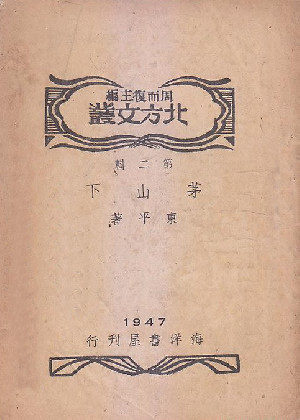 周而復主編
北方文叢
第二輯
茅山下
東平著
1947
海洋書屋刊行